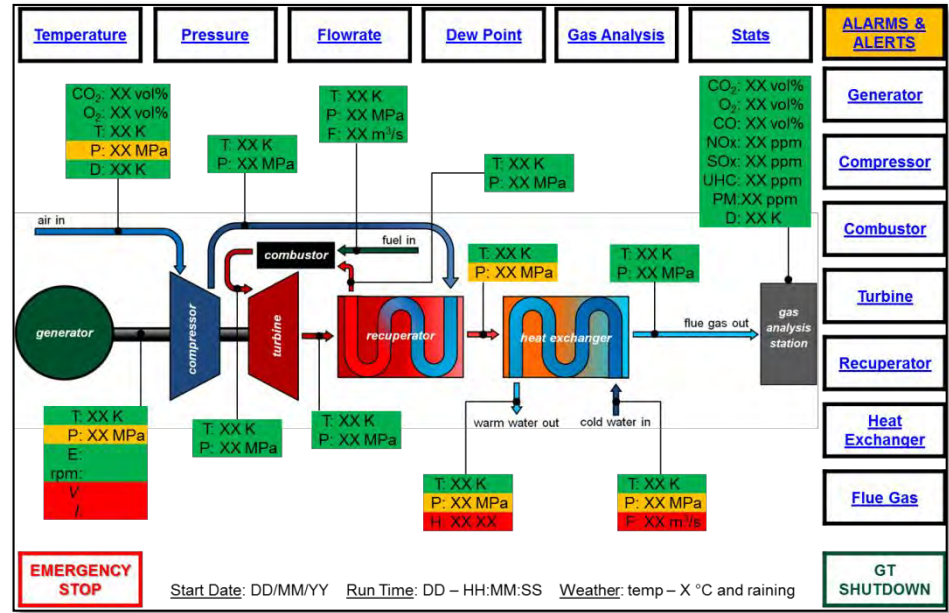 Temperature
Pressure
Flowrate
Dew Point
Gas Analysis
Stats
ALARMS &
ALERTS
Generator
Compressor
Combustor
Turbine
Recuperator
Heat
Exchanger
Flue Gas
CO₂: XX vol%
O₂: XX vol%
T: XX K
P: XX MPa
D: XX K
T: XX K
P: XX MPa
T: XX K
P: XX MPa
F: XX m³/s
T: XX K
P: XX MPa
CO₂: XX vol%
O₂: XX vol%
CO: XX vol%
NOx: XX ppm
SOx: XX ppm
UHC: XX ppm
PM:XX ppm
D: XX K
air in
fuel in
combustor
T: XX K
P: XX MPa
T: XX K
P: XX MPa
generator
compressor
turbine
recuperator
heat exchanger
flue gas out
gas
analysis
station
T: XX K
P: XX MPa
E:
rpm:
V
I
T: XX K
P: XX MPa
T: XX K
P: XX MPa
warm water out
cold water in
T: XX K
P: XX MPa
H: XX XX
T: XX K
P: XX MPa
F: XX m³/s
EMERGENCY
STOP
Start Date: DD/MM/YY Run Time: DD – HH:MM:SS Weather: temp – X °C and raining
GT
SHUTDOWN